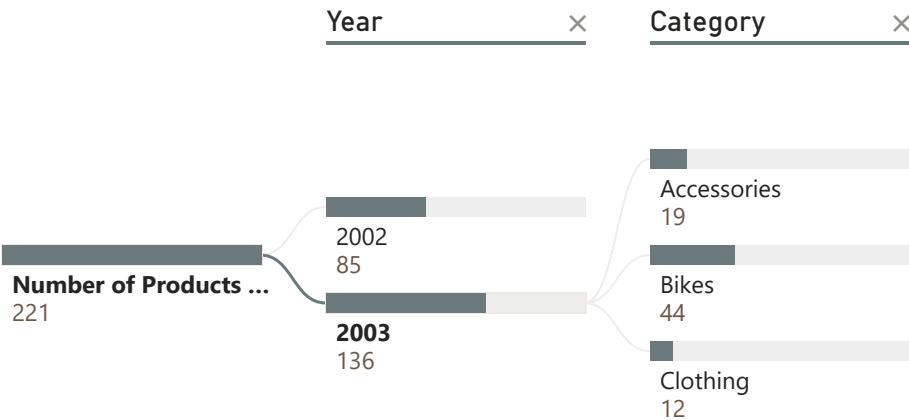 Year
Category
Number of Products ...
221
2002
85
2003
136
Accessories
19
Bikes
44
Clothing
12